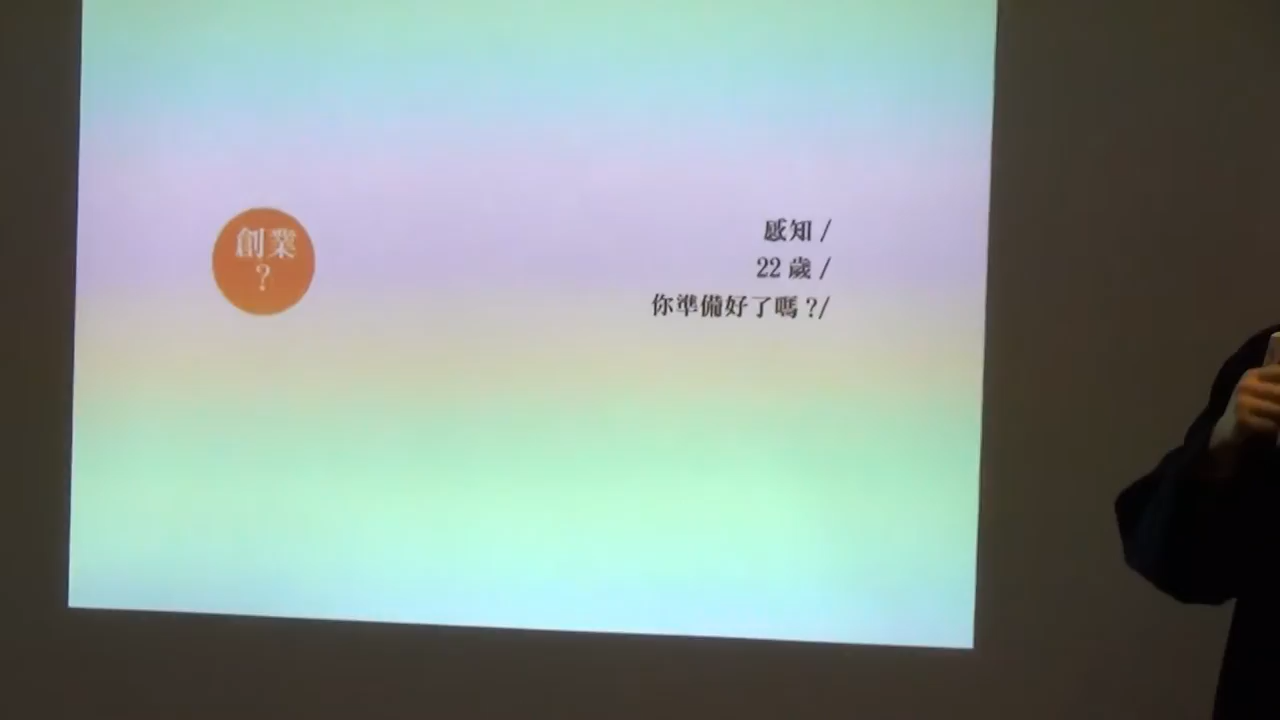 創業
?
感知 /
22 歲 /
你準備好了嗎 ?/